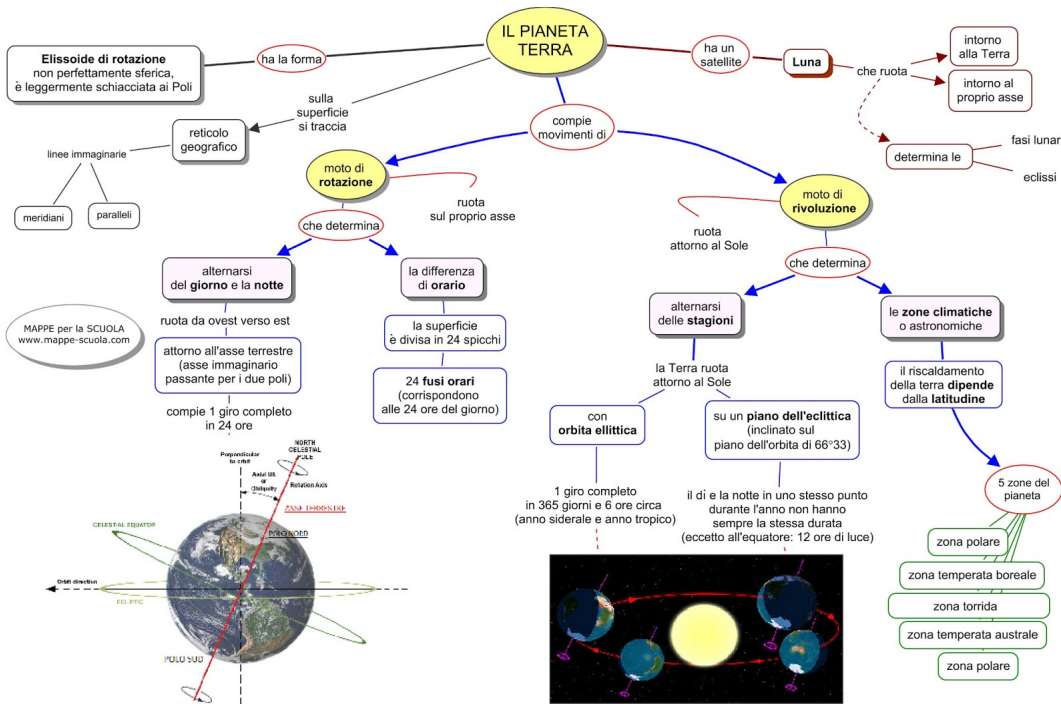 IL PIANETA
TERRA
ha la forma
Elissoide di rotazione
non perfettamente sferica,
è leggermente schiacciata ai Poli
sulla
superficie
si traccia
reticolo
geografico
linee immaginarie
meridiani
paralleli
ha un
satellite
Luna
che ruota
intorno
alla Terra
intorno al
proprio asse
determina le
fasi lunar
eclissi
compie
movimenti di
moto di
rotazione
ruota
sul proprio asse
che determina
alternarsi
del giorno e la notte
ruota da ovest verso est
attorno all'asse terrestre
(asse immaginario
passante per i due poli)
compie 1 giro completo
in 24 ore
la differenza
di orario
la superficie
è divisa in 24 spicchi
24 fusi orari
(corrispondono
alle 24 ore del giorno)
moto di
rivoluzione
ruota
attorno al Sole
che determina
alternarsi
delle stagioni
la Terra ruota
attorno al Sole
con
orbita ellittica
1 giro completo
in 365 giorni e 6 ore circa
(anno siderale e anno tropico)
su un piano dell'eclittica
(inclinato sul
piano dell'orbita di 66°33)
il di e la notte in uno stesso punto
durante l'anno non hanno
sempre la stessa durata
(eccetto all'equatore: 12 ore di luce)
le zone climatiche
o astronomiche
il riscaldamento
della terra dipende
dalla latitudine
5 zone del
pianeta
zona polare
zona temperata boreale
zona torrida
zona temperata australe
zona polare
MAPPE per la SCUOLA
www.mappe-scuola.com
Perpendicular
to orbit
NORTH
CELESTIAL
POLE
Axial tilt
or
Obliquity
Rotation Axis
ASSE TERRESTRE
POLO NORD
CELESTIAL EQUATOR
Orbit direction
ECLIPTIC
POLO SUD